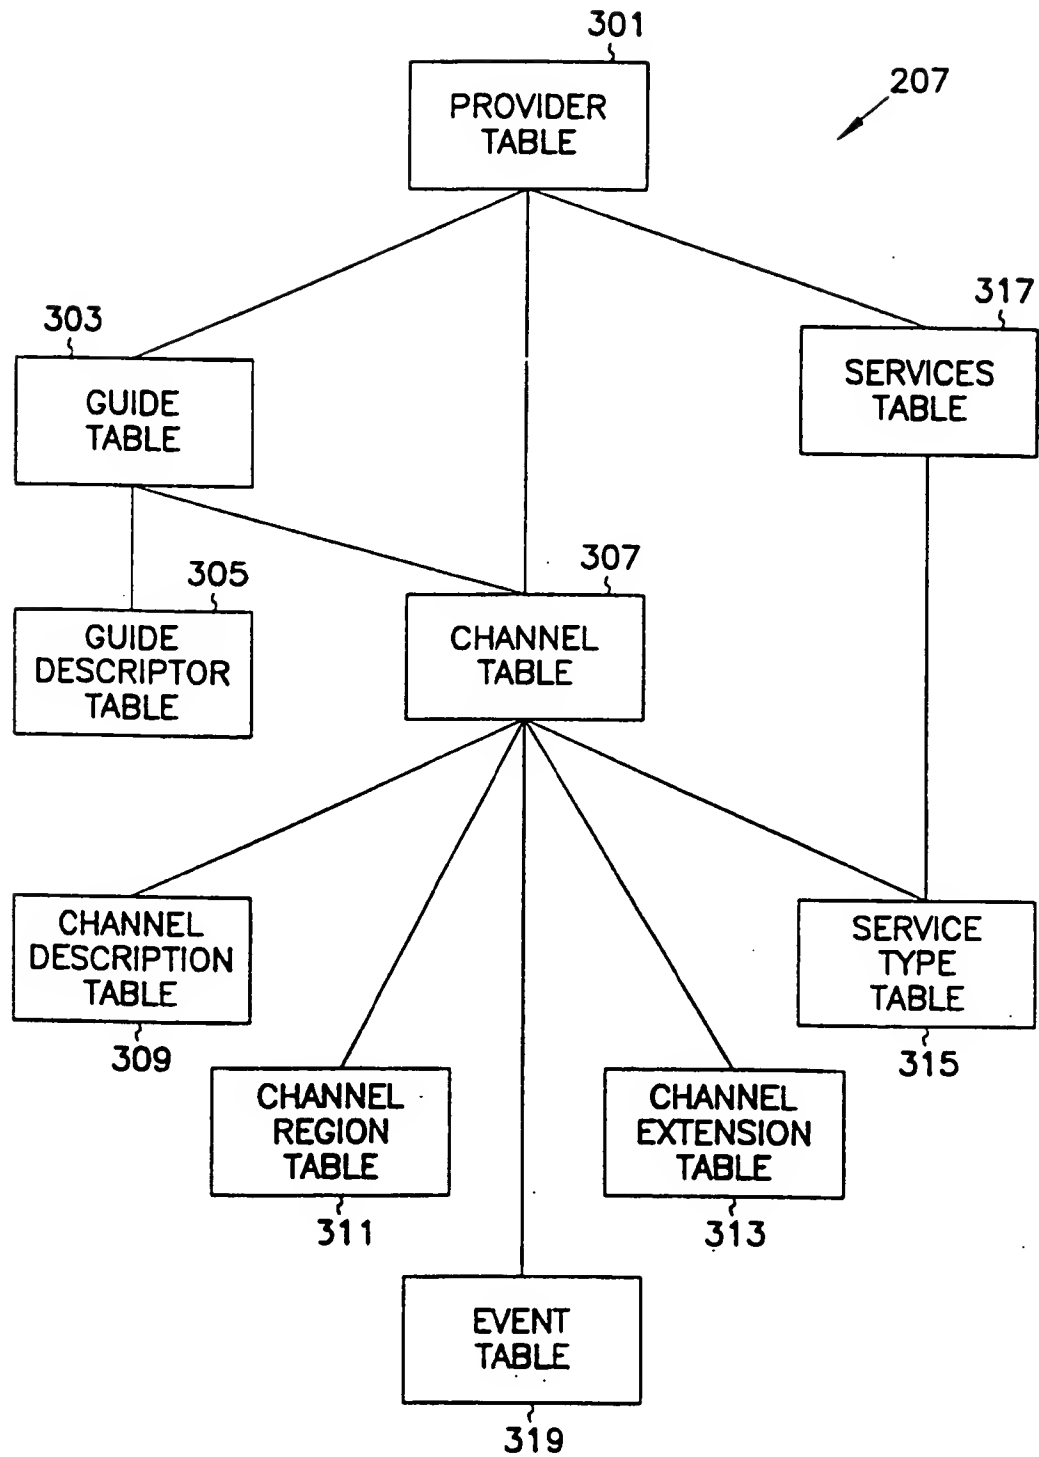 301
207
PROVIDER
TABLE
317
303
SERVICES
TABLE
GUIDE
TABLE
307
305
GUIDE
DESCRIPTOR
TABLE
CHANNEL
TABLE
CHANNEL
DESCRIPTION
TABLE
309
SERVICE
TYPE
TABLE
315
CHANNEL
REGION
TABLE
311
CHANNEL
EXTENSION
TABLE
313
EVENT
TABLE
319